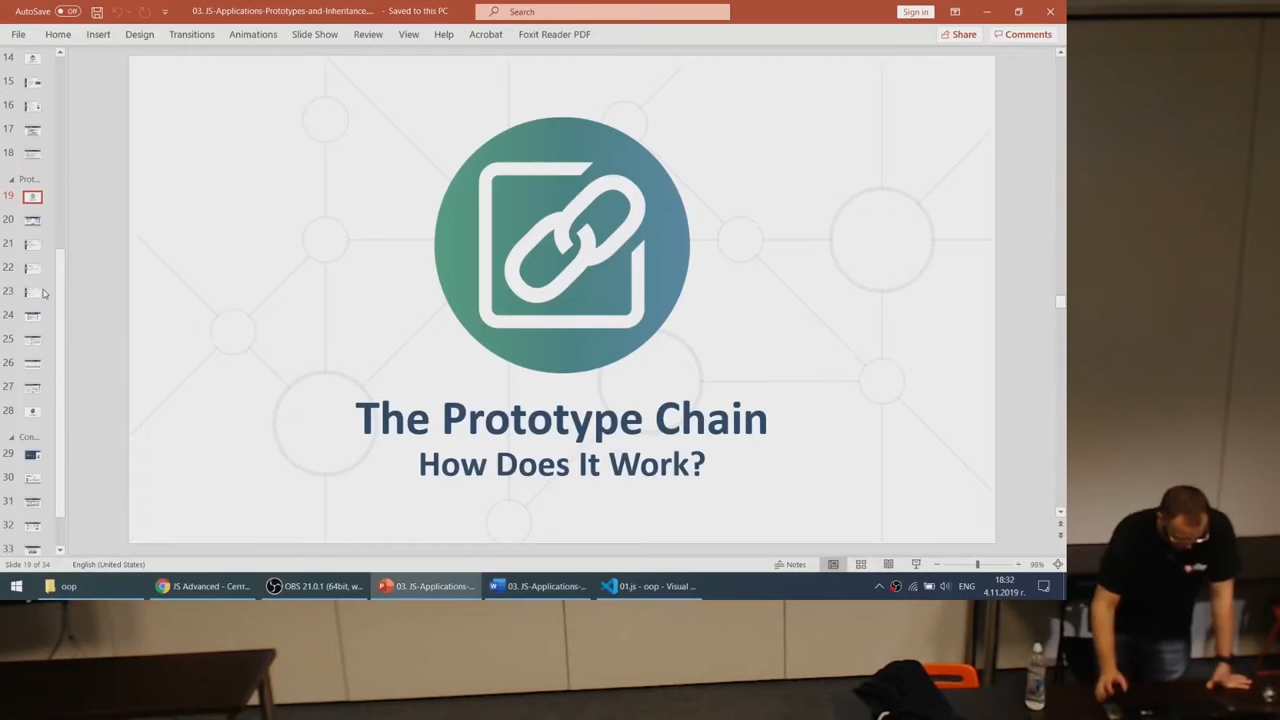 AutoSave Off
03. JS-Applications-Prototypes-and-Inheritance.... - Saved to this PC
Search
Sign in
File Home Insert Design Transitions Animations Slide Show Review View Help Acrobat Foxit Reader PDF
Share Comments
14
15
16
17
18
Prot...
19
20
21
22
23
24
25
26
27
28
Con...
29
30
31
32
33
The Prototype Chain
How Does It Work?
Slide 19 of 34 English (United States)
Notes
98%
oop
JS Advanced - Cent...
OBS 21.0.1 (64bit, w...
03. JS-Applications-...
03. JS-Applications-...
01.js - oop - Visual ...
ЕНГ
18:32
4.11.2019 г.